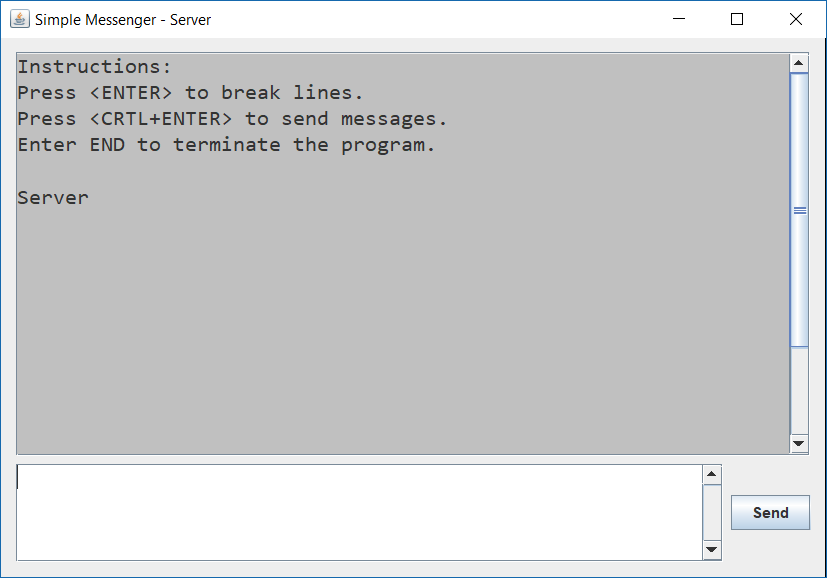 Simple Messenger - Server
Instructions:
Press <ENTER> to break lines.
Press <CRTL+ENTER> to send messages.
Enter END to terminate the program.
Server
Send